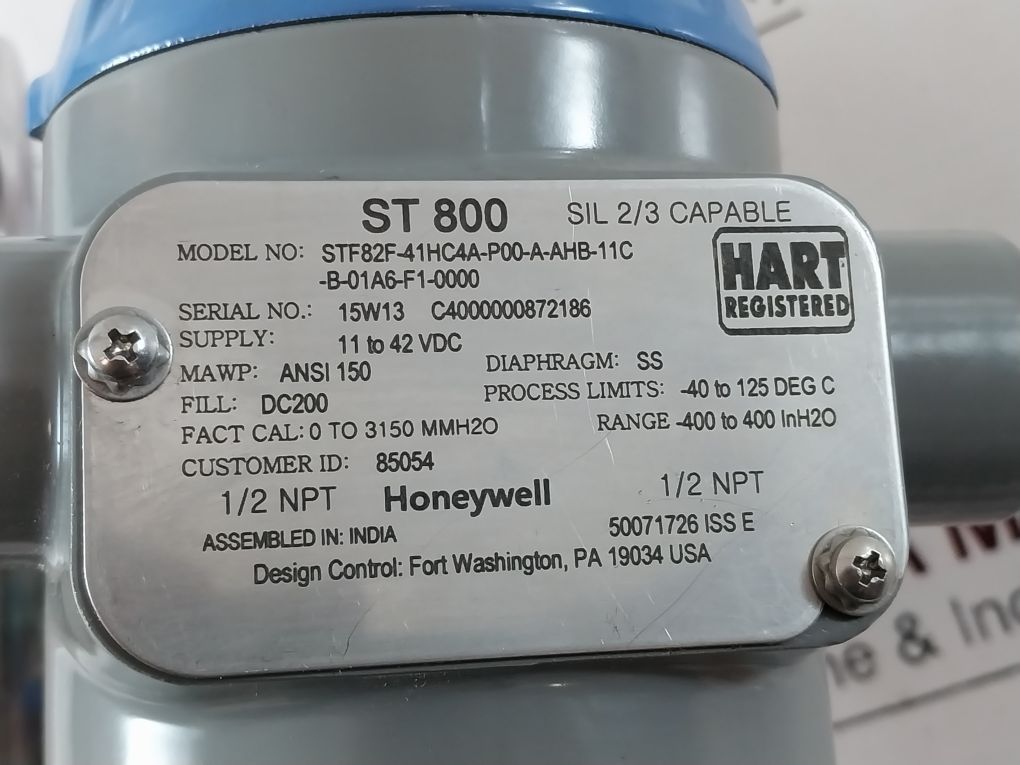 ST 800 SIL 2/3 CAPABLE
MODEL NO: STF82F-41HC4A-P00-A-AHB-11C
-B-01A6-F1-0000
HART
REGISTERED
SERIAL NO.: 15W13 C4000000872186
SUPPLY: 11 to 42 VDC
MAWP: ANSI 150 DIAPHRAGM: SS
FILL: DC200 PROCESS LIMITS: -40 to 125 DEG C
FACT CAL: 0 TO 3150 MMH2O RANGE -400 to 400 InH2O
CUSTOMER ID: 85054
1/2 NPT Honeywell 1/2 NPT
ASSEMBLED IN: INDIA 50071726 ISS E
Design Control: Fort Washington, PA 19034 USA
&